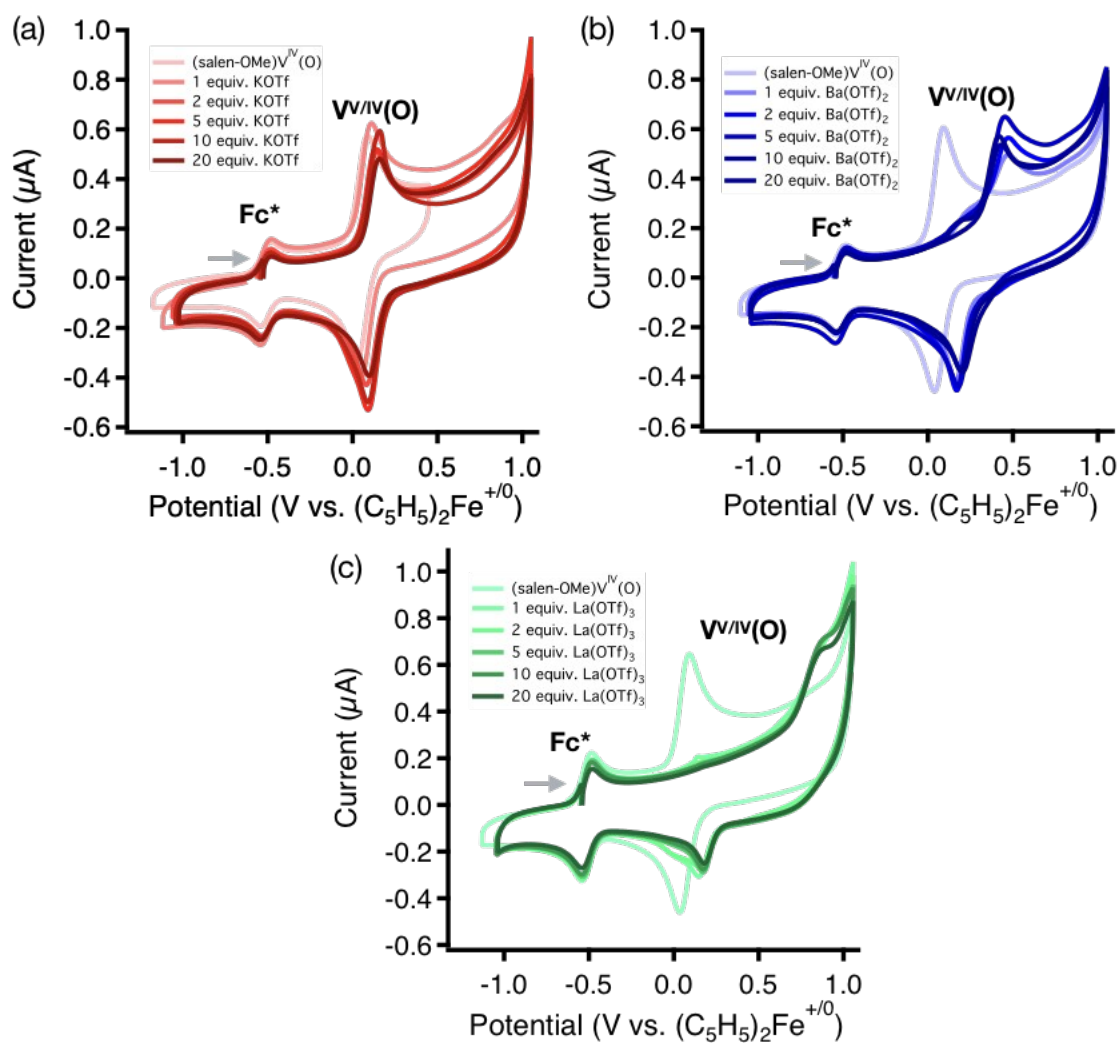 (a)
(salen-OMe)V^IV(O)
1 equiv. KOTf
2 equiv. KOTf
5 equiv. KOTf
10 equiv. KOTf
20 equiv. KOTf
V^V/IV(O)
Fc*
1.0
0.8
0.6
0.4
0.2
0.0
-0.2
-0.4
-0.6
Current (μA)
-1.0 -0.5 0.0 0.5 1.0
Potential (V vs. (C₅H₅)₂Fe⁺ᐟ⁰)
(b)
(salen-OMe)V^IV(O)
1 equiv. Ba(OTf)₂
2 equiv. Ba(OTf)₂
5 equiv. Ba(OTf)₂
10 equiv. Ba(OTf)₂
20 equiv. Ba(OTf)₂
V^V/IV(O)
Fc*
1.0
0.8
0.6
0.4
0.2
0.0
-0.2
-0.4
-0.6
Current (μA)
-1.0 -0.5 0.0 0.5 1.0
Potential (V vs. (C₅H₅)₂Fe⁺ᐟ⁰)
(c)
(salen-OMe)V^IV(O)
1 equiv. La(OTf)₃
2 equiv. La(OTf)₃
5 equiv. La(OTf)₃
10 equiv. La(OTf)₃
20 equiv. La(OTf)₃
V^V/IV(O)
Fc*
1.0
0.8
0.6
0.4
0.2
0.0
-0.2
-0.4
-0.6
Current (μA)
-1.0 -0.5 0.0 0.5 1.0
Potential (V vs. (C₅H₅)₂Fe⁺ᐟ⁰)